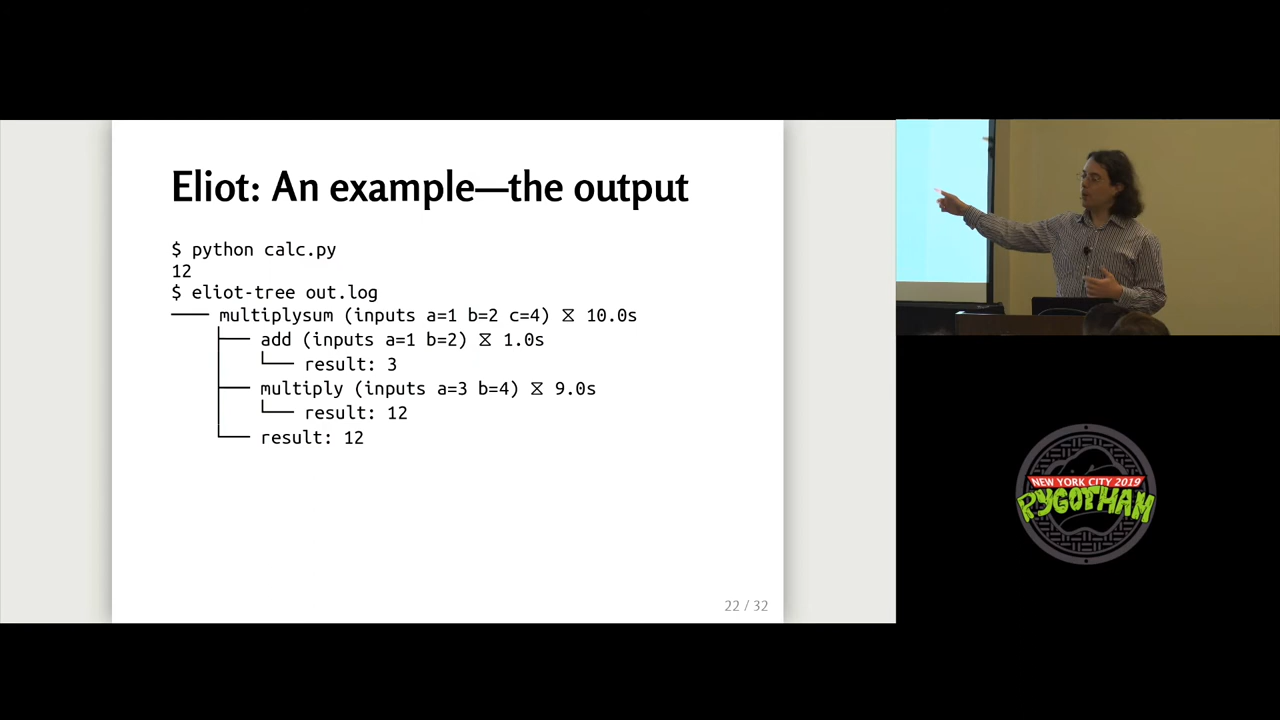 Eliot: An example—the output
$ python calc.py
12
$ eliot-tree out.log
multiplysum (inputs a=1 b=2 c=4) ⧖ 10.0s
add (inputs a=1 b=2) ⧖ 1.0s
result: 3
multiply (inputs a=3 b=4) ⧖ 9.0s
result: 12
result: 12
22 / 32
NEW YORK CITY 2019
PYGOTHAM